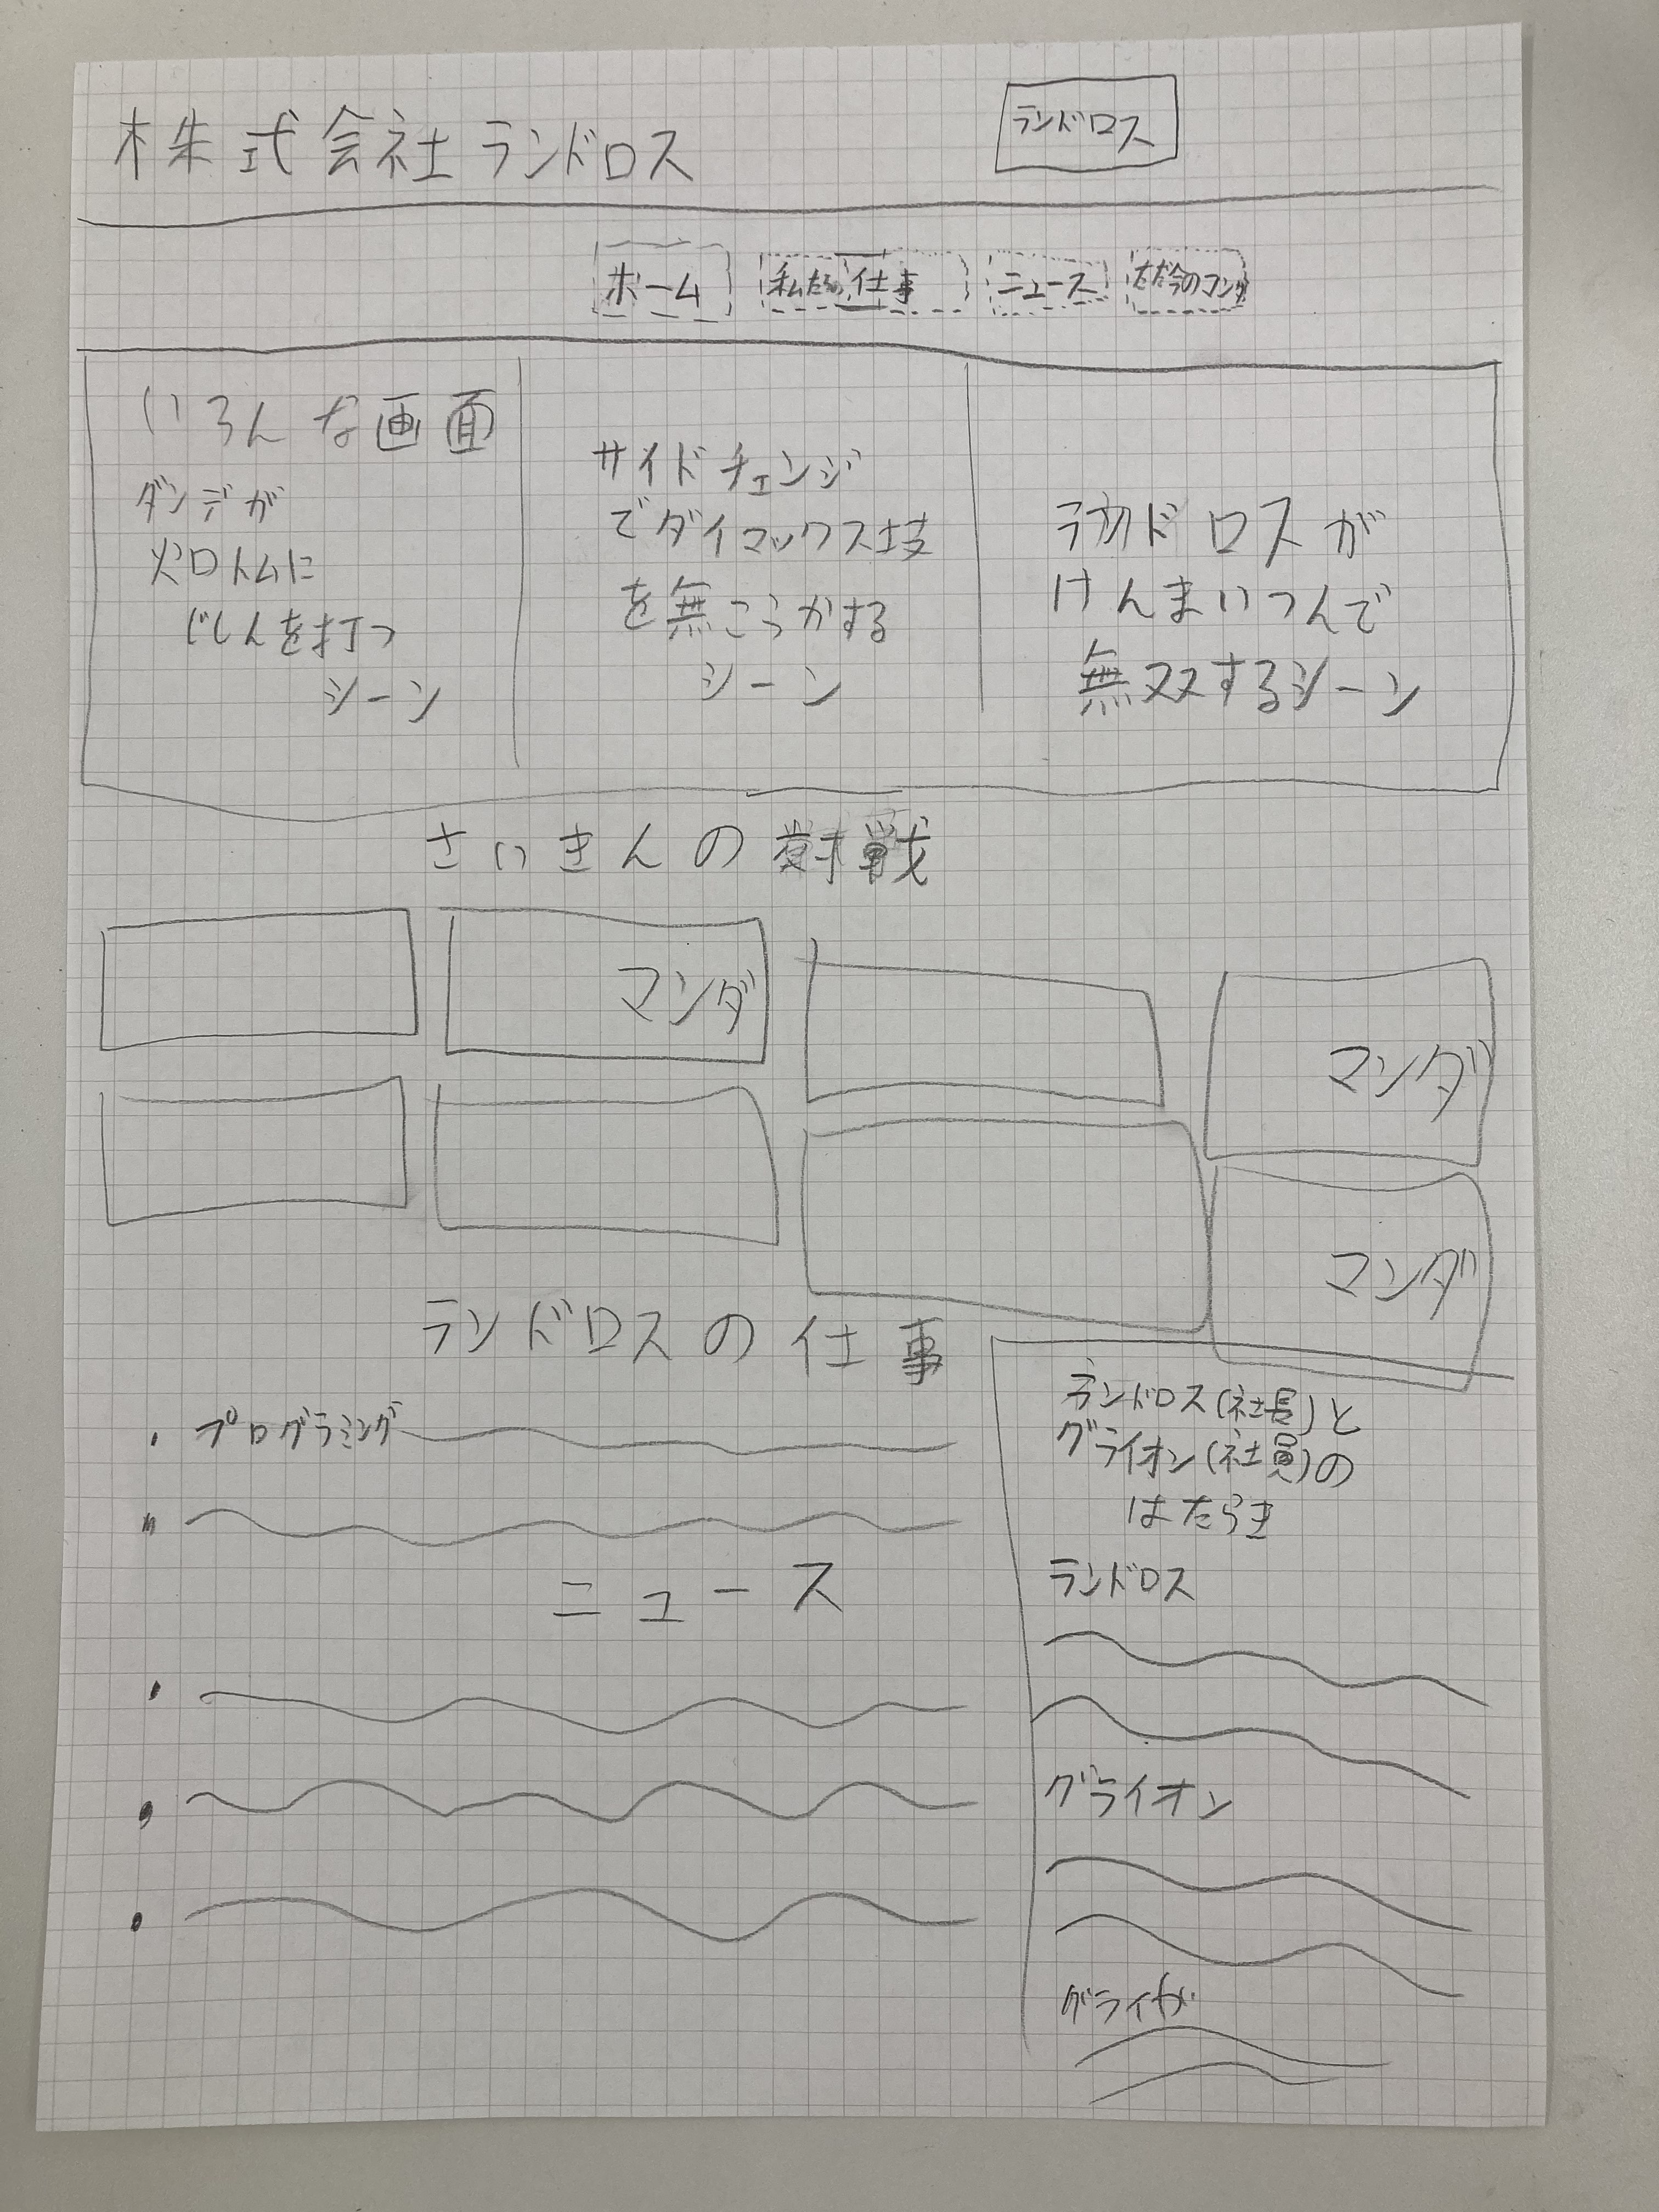 株式会社ランドロス
ランドロス
ホーム
私たちの仕事
ニュース
ただ今のコンサ
いろんな画面
ダンデが
火ロトムに
じしんを打つ
シーン
サイドチェンジ
でダイマックス技
を無こうかする
シーン
ランドロスが
けんまいつんで
無双するシーン
さいきんの対戦
マンダ
マンダ
マンダ
ランドロスの仕事
プログラミング
ニュース
ランドロス(社長)と
グライオン(社員)の
はたらき
ランドロス
グライオン
グライガ